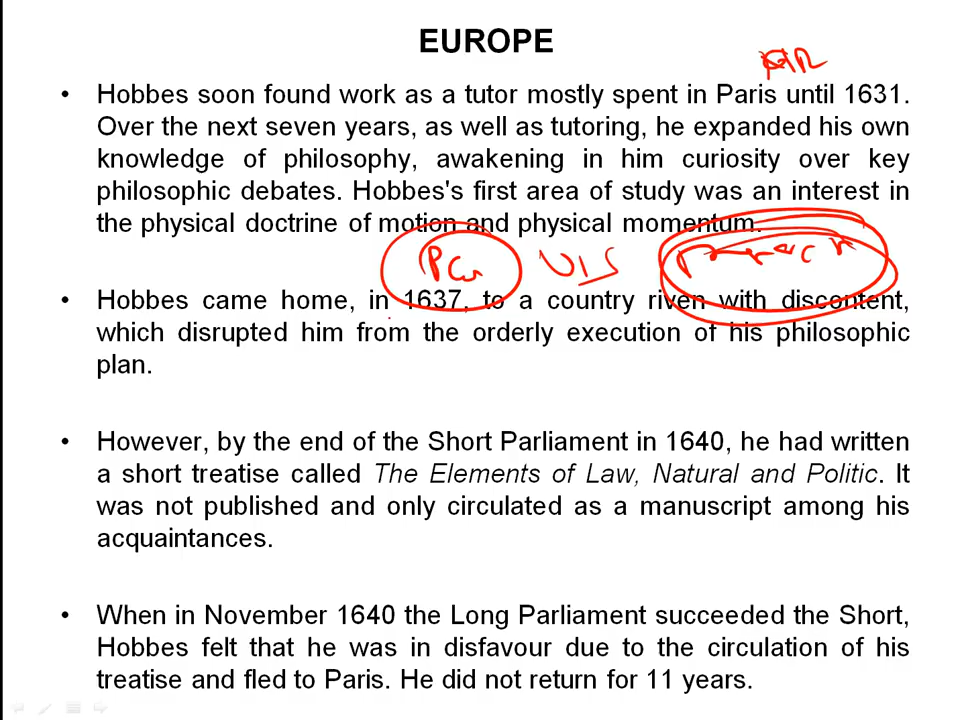 EUROPE
• Hobbes soon found work as a tutor mostly spent in Paris until 1631.
Over the next seven years, as well as tutoring, he expanded his own
knowledge of philosophy, awakening in him curiosity over key
philosophic debates. Hobbes's first area of study was an interest in
the physical doctrine of motion and physical momentum.
• Hobbes came home, in 1637, to a country riven with discontent,
which disrupted him from the orderly execution of his philosophic
plan.
• However, by the end of the Short Parliament in 1640, he had written
a short treatise called The Elements of Law, Natural and Politic. It
was not published and only circulated as a manuscript among his
acquaintances.
• When in November 1640 the Long Parliament succeeded the Short,
Hobbes felt that he was in disfavour due to the circulation of his
treatise and fled to Paris. He did not return for 11 years.